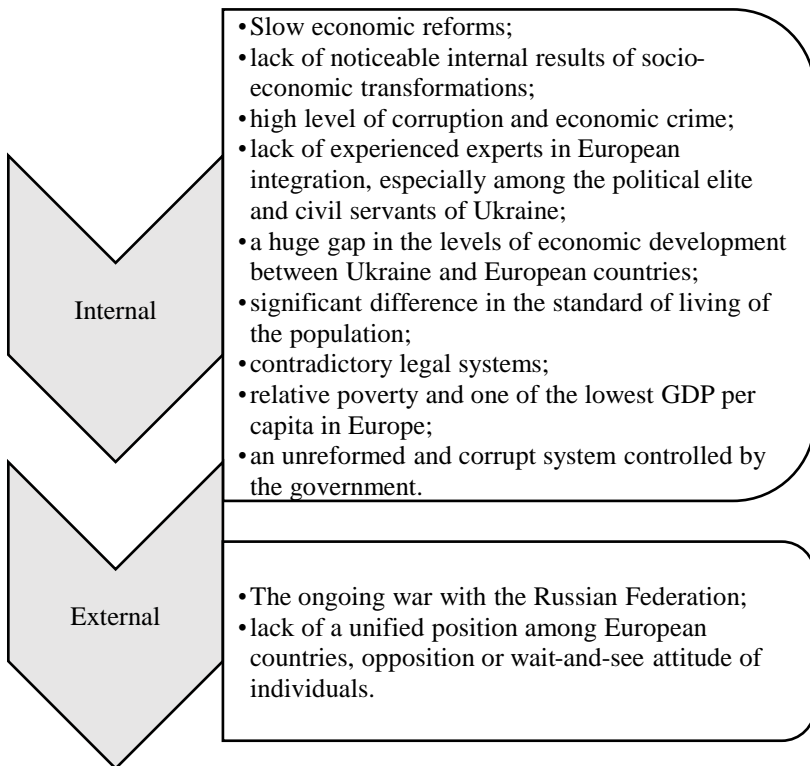 Internal
•Slow economic reforms;
•lack of noticeable internal results of socio-
economic transformations;
•high level of corruption and economic crime;
•lack of experienced experts in European
integration, especially among the political elite
and civil servants of Ukraine;
•a huge gap in the levels of economic development
between Ukraine and European countries;
•significant difference in the standard of living of
the population;
•contradictory legal systems;
•relative poverty and one of the lowest GDP per
capita in Europe;
•an unreformed and corrupt system controlled by
the government.
External
•The ongoing war with the Russian Federation;
•lack of a unified position among European
countries, opposition or wait-and-see attitude of
individuals.